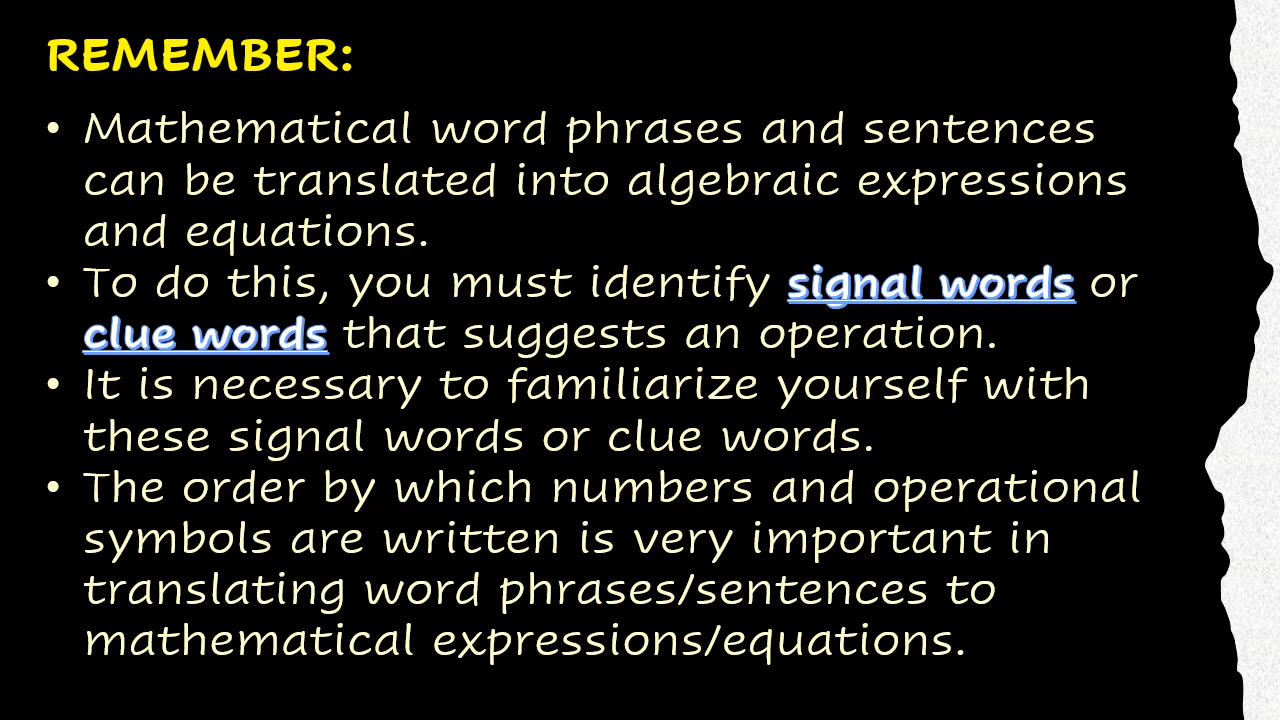 REMEMBER:
• Mathematical word phrases and sentences
can be translated into algebraic expressions
and equations.
• To do this, you must identify signal words or
clue words that suggests an operation.
• It is necessary to familiarize yourself with
these signal words or clue words.
• The order by which numbers and operational
symbols are written is very important in
translating word phrases/sentences to
mathematical expressions/equations.